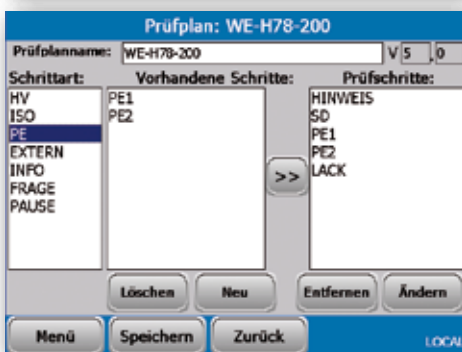 Prüfplan: WE-H78-200
Prüfplanname: WE-H78-200 V 5 .0
Schrittart: Vorhandene Schritte: Prüfschritte:
HV
ISO
PE
EXTERN
INFO
FRAGE
PAUSE
PE1
PE2
>>
HINWEIS
SD
PE1
PE2
LACK
Löschen Neu Entfernen Ändern
Menü Speichern Zurück LOCAL